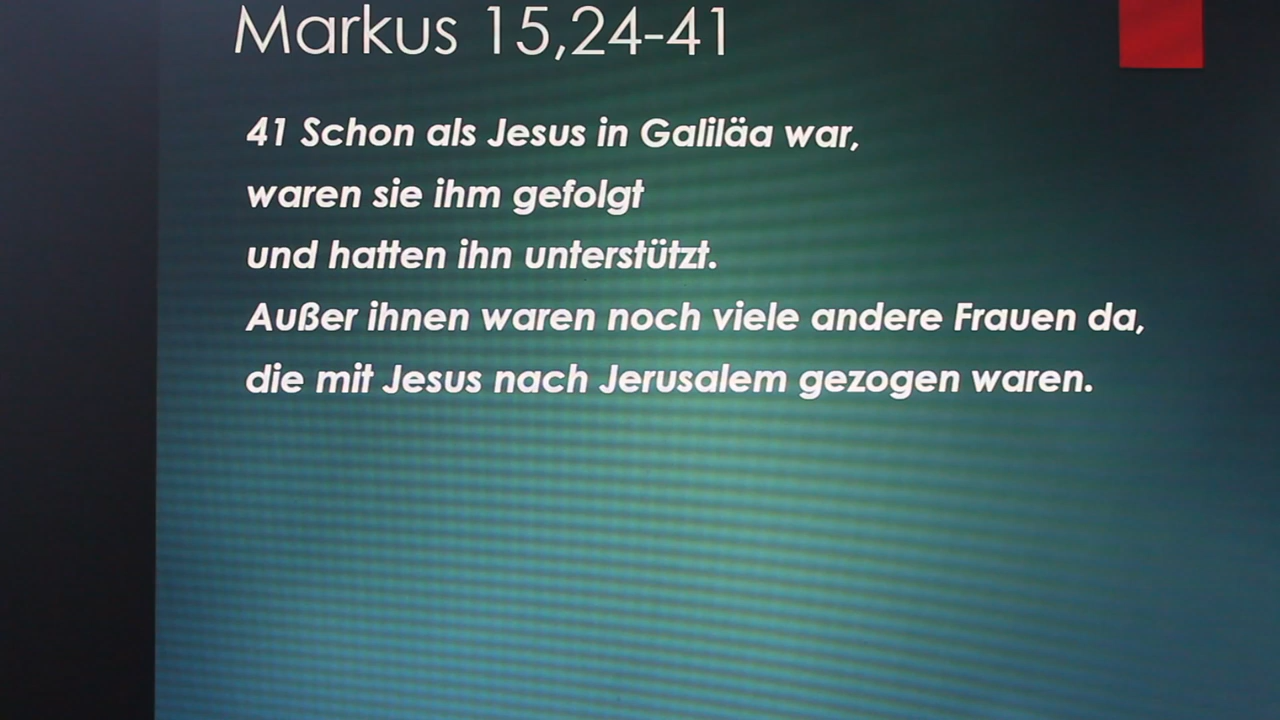 Markus 15,24-41
41 Schon als Jesus in Galiläa war,
waren sie ihm gefolgt
und hatten ihn unterstützt.
Außer ihnen waren noch viele andere Frauen da,
die mit Jesus nach Jerusalem gezogen waren.